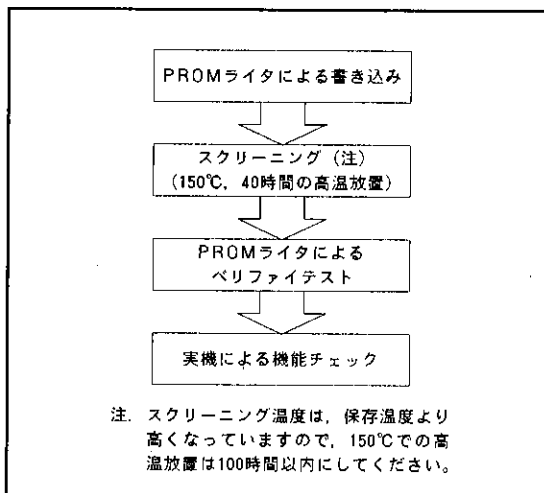 PROMライタによる書き込み
スクリーニング(注)
(150℃, 40時間の高温放置)
PROMライタによる
ベリファイテスト
実機による機能チェック
注. スクリーニング温度は, 保存温度より
高くなっていますので, 150℃での高
温放置は100時間以内にしてください。